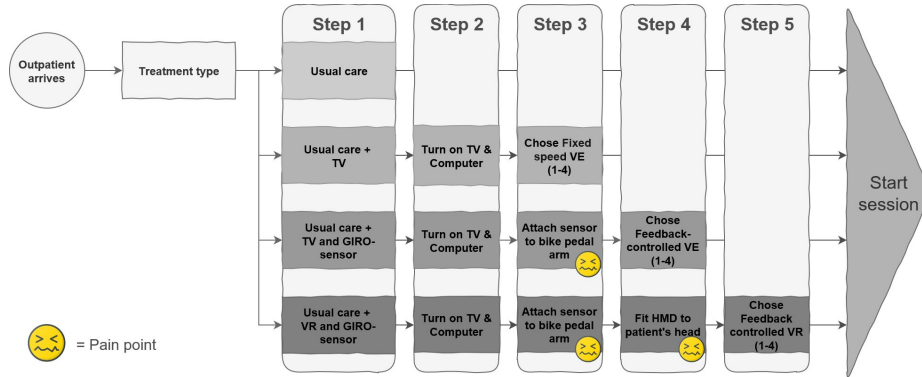 Step 1
Step 2
Step 3
Step 4
Step 5
Outpatient
arrives
Treatment type
Usual care
Usual care +
TV
Turn on TV &
Computer
Chose Fixed
speed VE
(1-4)
Usual care +
TV and GIRO-
sensor
Turn on TV &
Computer
Attach sensor
to bike pedal
arm
Chose
Feedback-
controlled VE
(1-4)
Usual care +
VR and GIRO-
sensor
Turn on TV &
Computer
Attach sensor
to bike pedal
arm
Fit HMD to
patient's head
Chose
Feedback
controlled VR
(1-4)
Start
session
= Pain point